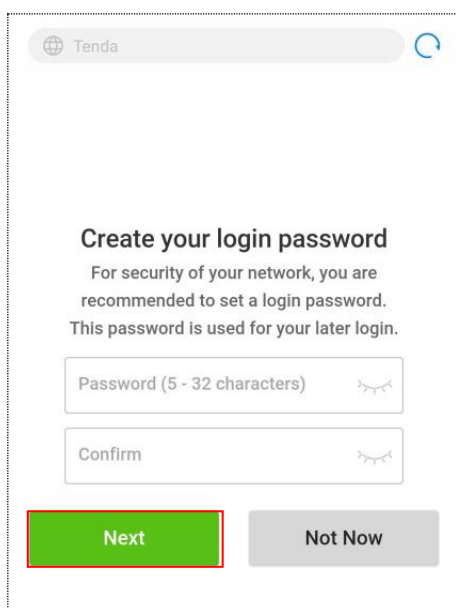 Tenda
Create your login password
For security of your network, you are
recommended to set a login password.
This password is used for your later login.
Password (5 - 32 characters)
Confirm
Next
Not Now